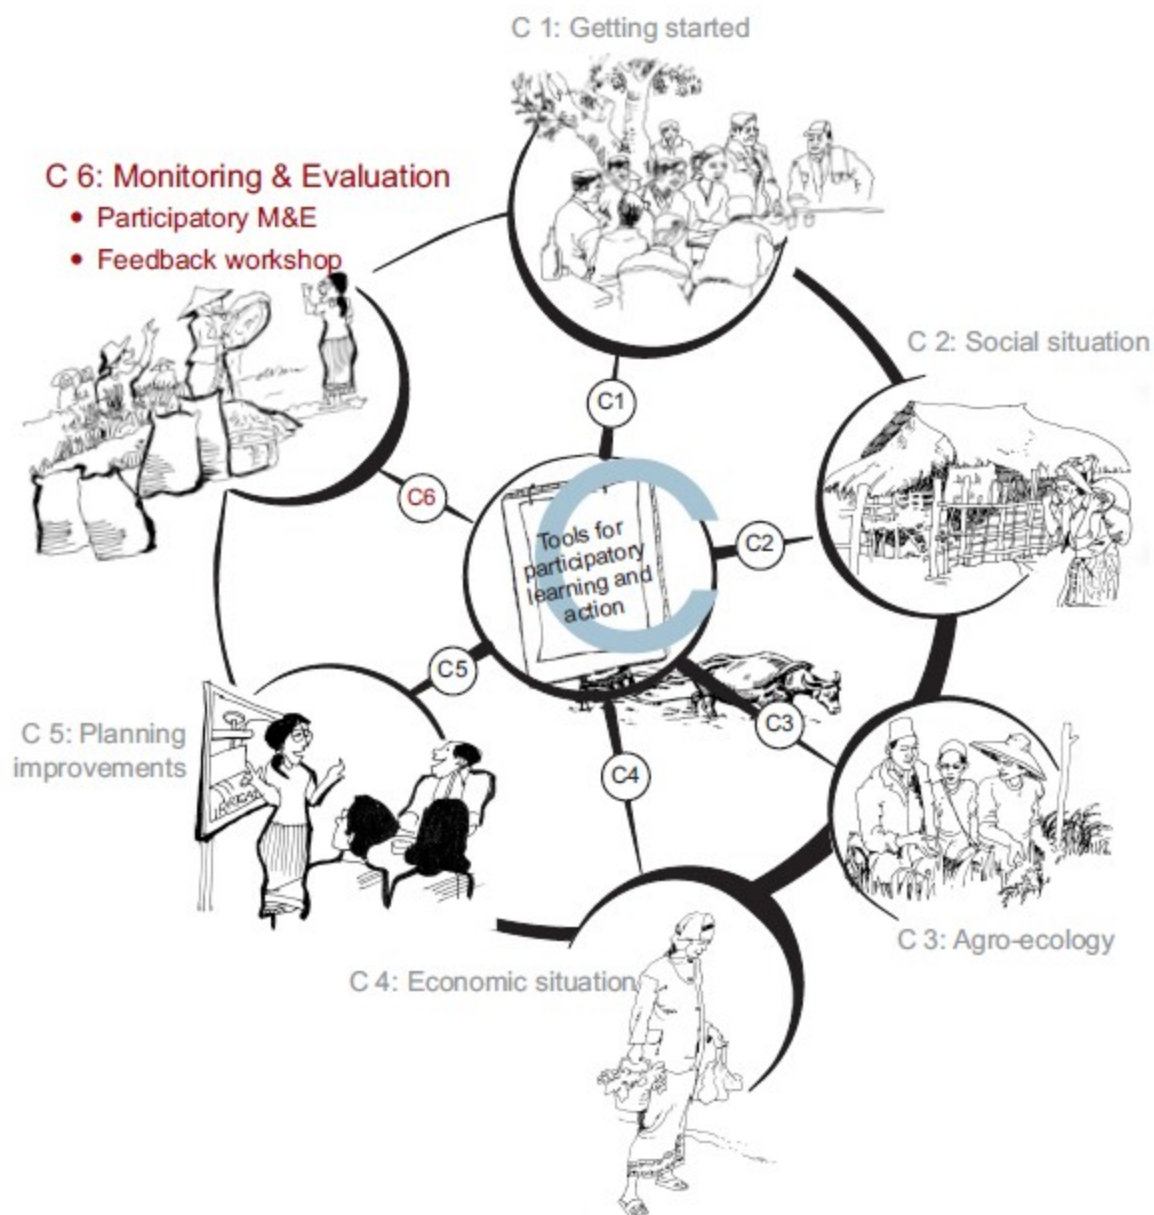 C 1: Getting started
C 6: Monitoring & Evaluation
• Participatory M&E
• Feedback workshop
C 2: Social situation
C1
C6
Tools for
participatory
learning and
action
C2
C5
C3
C 5: Planning
improvements
C4
C 3: Agro-ecology
C 4: Economic situation